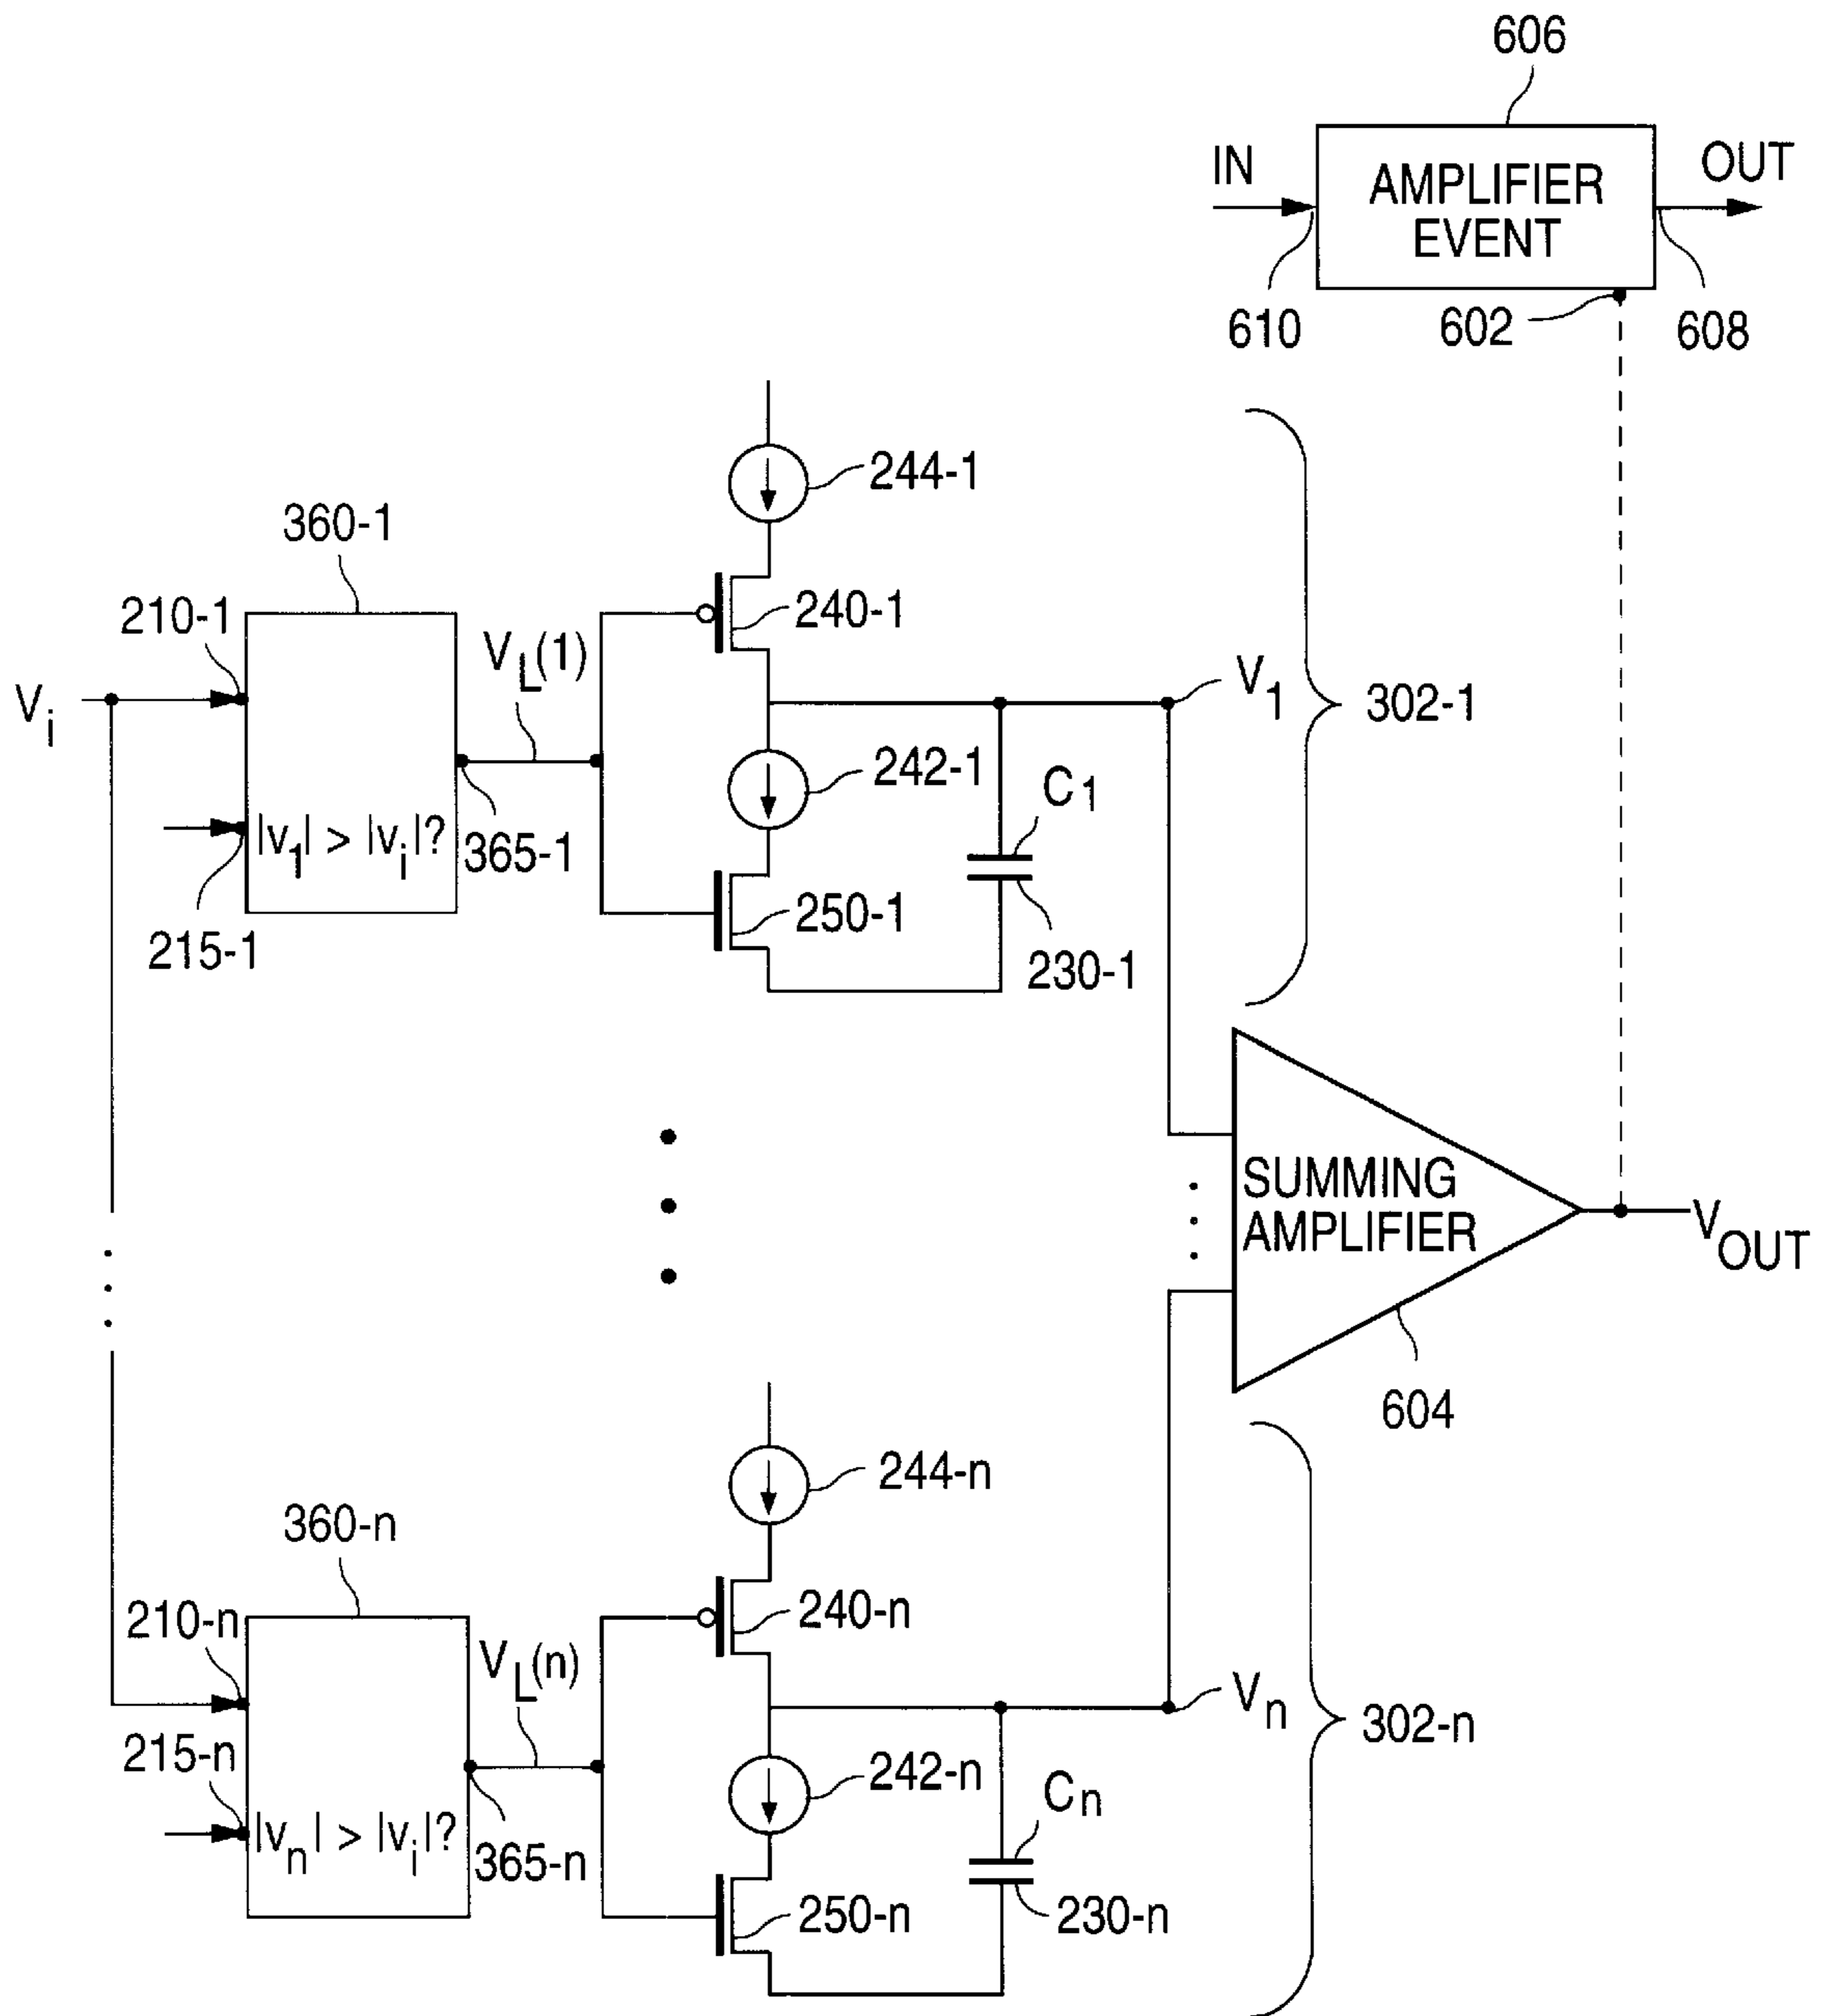 606
IN
AMPLIFIER
EVENT
OUT
610
602
608
244-1
360-1
210-1
240-1
V_L(1)
V_i
V_1
302-1
242-1
C_1
|v_1| > |v_i|?
365-1
250-1
215-1
230-1
SUMMING
AMPLIFIER
V_OUT
604
244-n
360-n
210-n
240-n
V_L(n)
V_n
302-n
215-n
242-n
C_n
|v_n| > |v_i|?
365-n
250-n
230-n